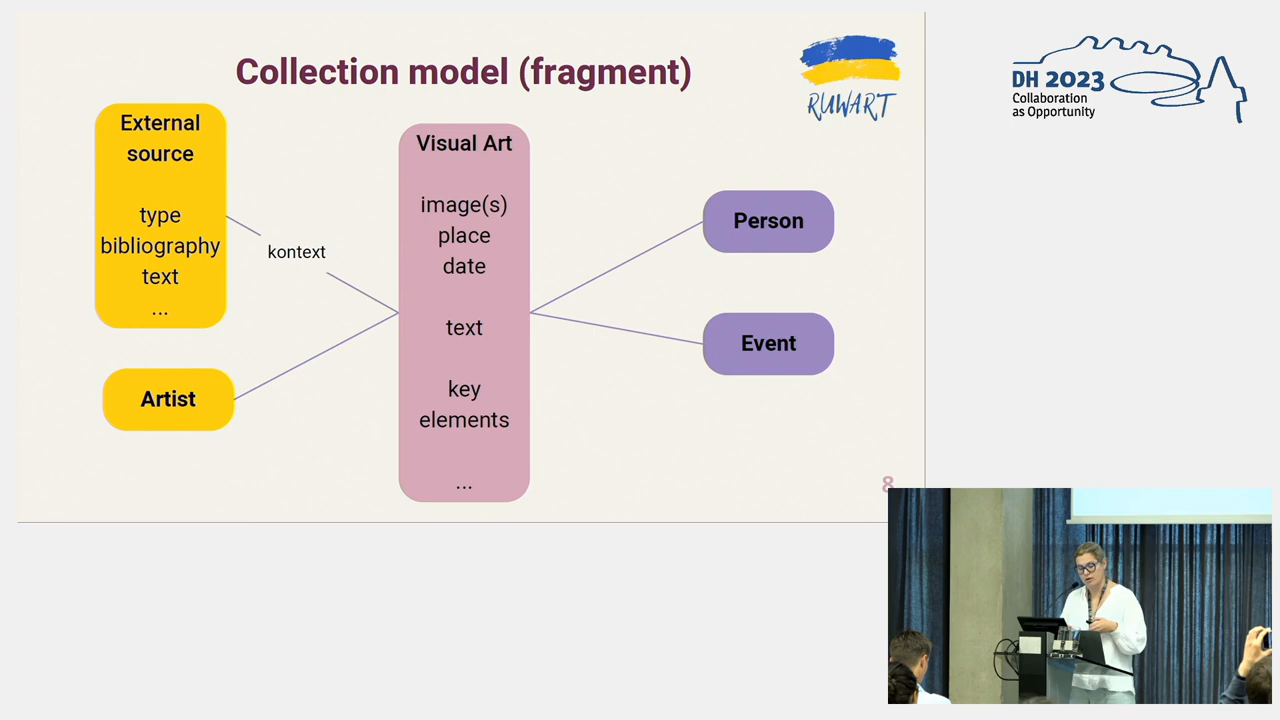 Collection model (fragment)
RUWART
DH 2023
Collaboration
as Opportunity
External
source
type
bibliography
text
...
kontext
Artist
Visual Art
image(s)
place
date
text
key
elements
...
Person
Event
8